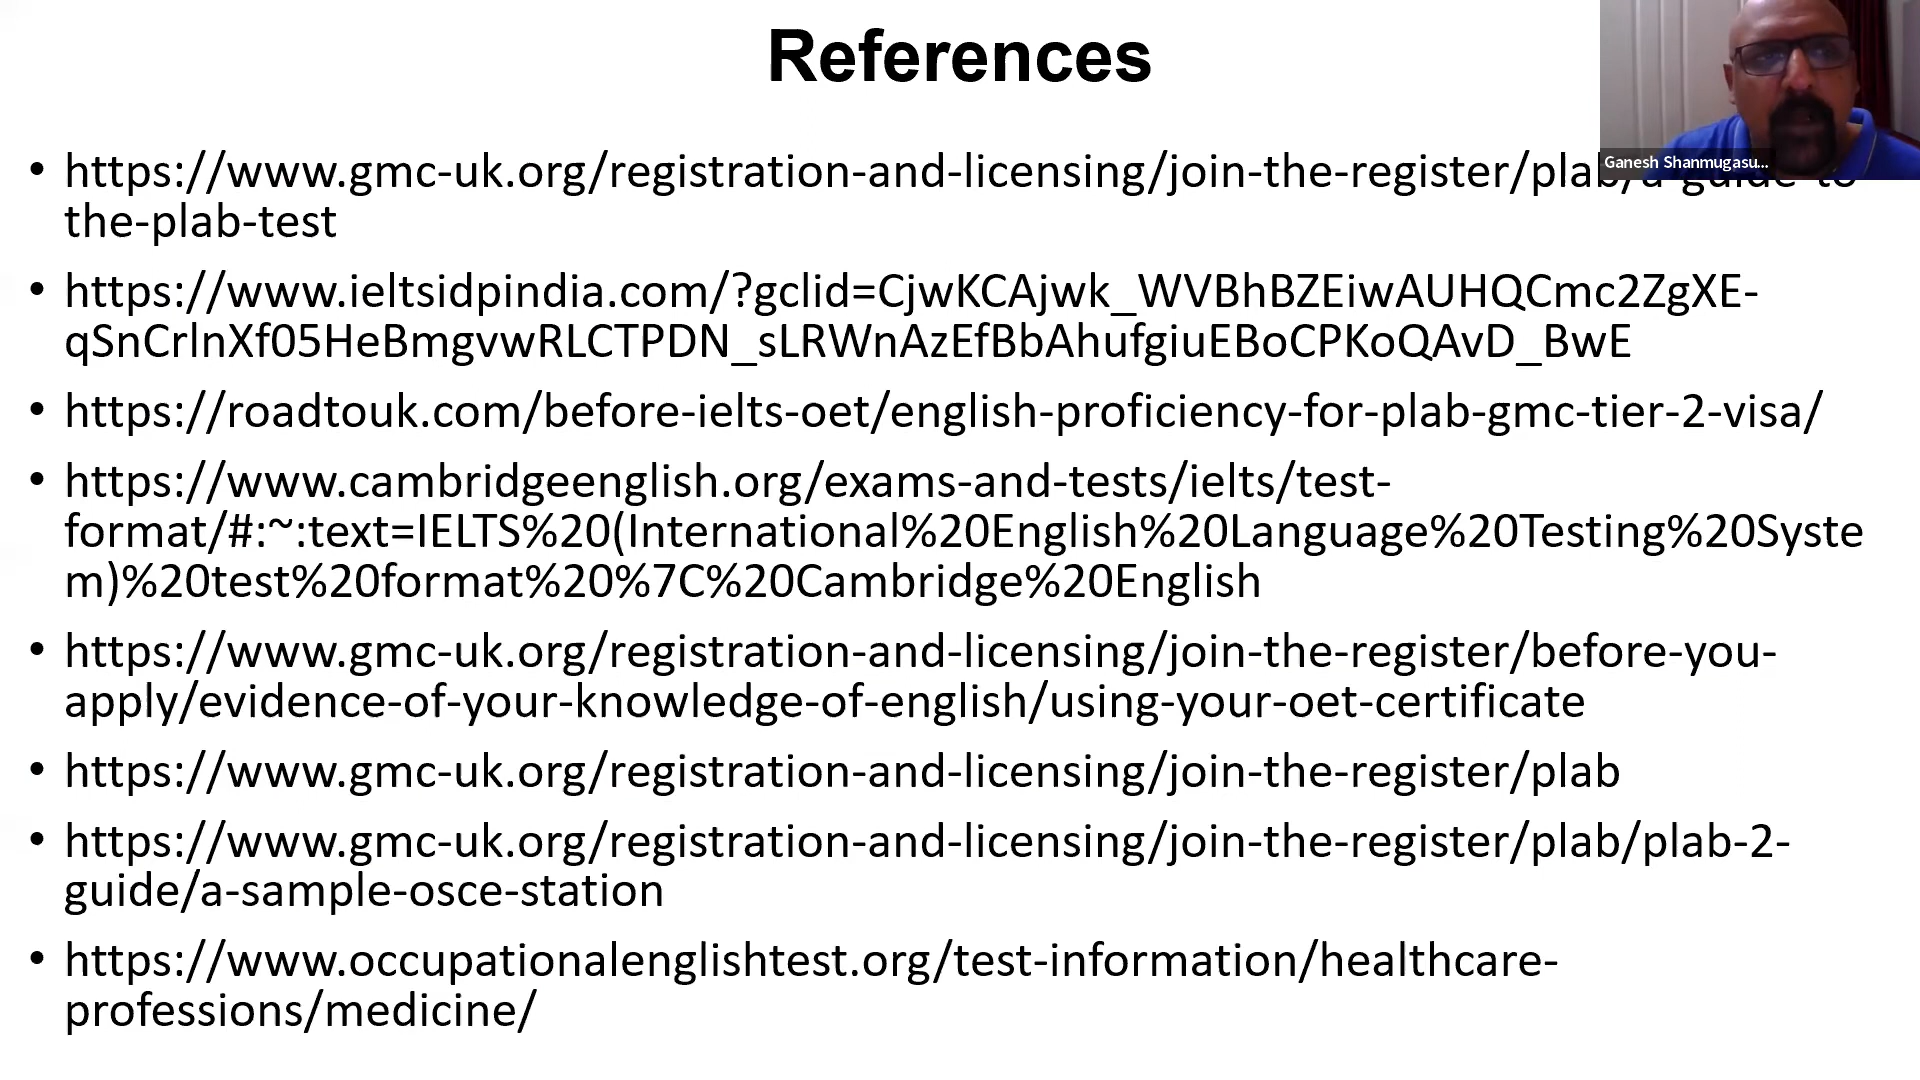 References
• https://www.gmc-uk.org/registration-and-licensing/join-the-register/plab/a-guide-to
the-plab-test
• https://www.ieltsidpindia.com/?gclid=CjwKCAjwk_WVBhBZEiwAUHQCmc2ZgXE-
qSnCrlnXf05HeBmgvwRLCTPDN_sLRWnAzEfBbAhufgiuEBoCPKoQAvD_BwE
• https://roadtouk.com/before-ielts-oet/english-proficiency-for-plab-gmc-tier-2-visa/
• https://www.cambridgeenglish.org/exams-and-tests/ielts/test-
format/#:~:text=IELTS%20(International%20English%20Language%20Testing%20Syste
m)%20test%20format%20%7C%20Cambridge%20English
• https://www.gmc-uk.org/registration-and-licensing/join-the-register/before-you-
apply/evidence-of-your-knowledge-of-english/using-your-oet-certificate
• https://www.gmc-uk.org/registration-and-licensing/join-the-register/plab
• https://www.gmc-uk.org/registration-and-licensing/join-the-register/plab/plab-2-
guide/a-sample-osce-station
• https://www.occupationalenglishtest.org/test-information/healthcare-
professions/medicine/
Ganesh Shanmugasu...